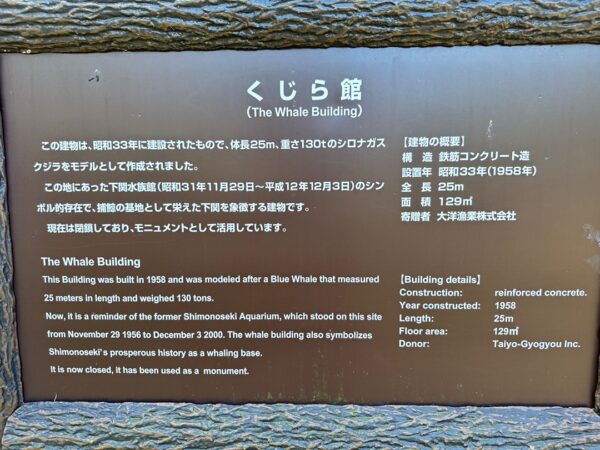 くじら館
(The Whale Building)
この建物は、昭和33年に建設されたもので、体長25m、重さ130tのシロナガス
クジラをモデルとして作成されました。
この地にあった下関水族館(昭和31年11月29日～平成12年12月3日)のシン
ボル的存在で、捕鯨の基地として栄えた下関を象徴する建物です。
現在は閉鎖しており、モニュメントとして活用しています。
【建物の概要】
構 造 鉄筋コンクリート造
設置年 昭和33年(1958年)
全 長 25m
面 積 129㎡
寄贈者 大洋漁業株式会社
The Whale Building
This Building was built in 1958 and was modeled after a Blue Whale that measured
25 meters in length and weighed 130 tons.
Now, it is a reminder of the former Shimonoseki Aquarium, which stood on this site
from November 29 1956 to December 3 2000. The whale building also symbolizes
Shimonoseki's prosperous history as a whaling base.
It is now closed, it has been used as a monument.
【Building details】
Construction: reinforced concrete.
Year constructed: 1958
Length: 25m
Floor area: 129㎡
Donor: Taiyo-Gyogyou Inc.